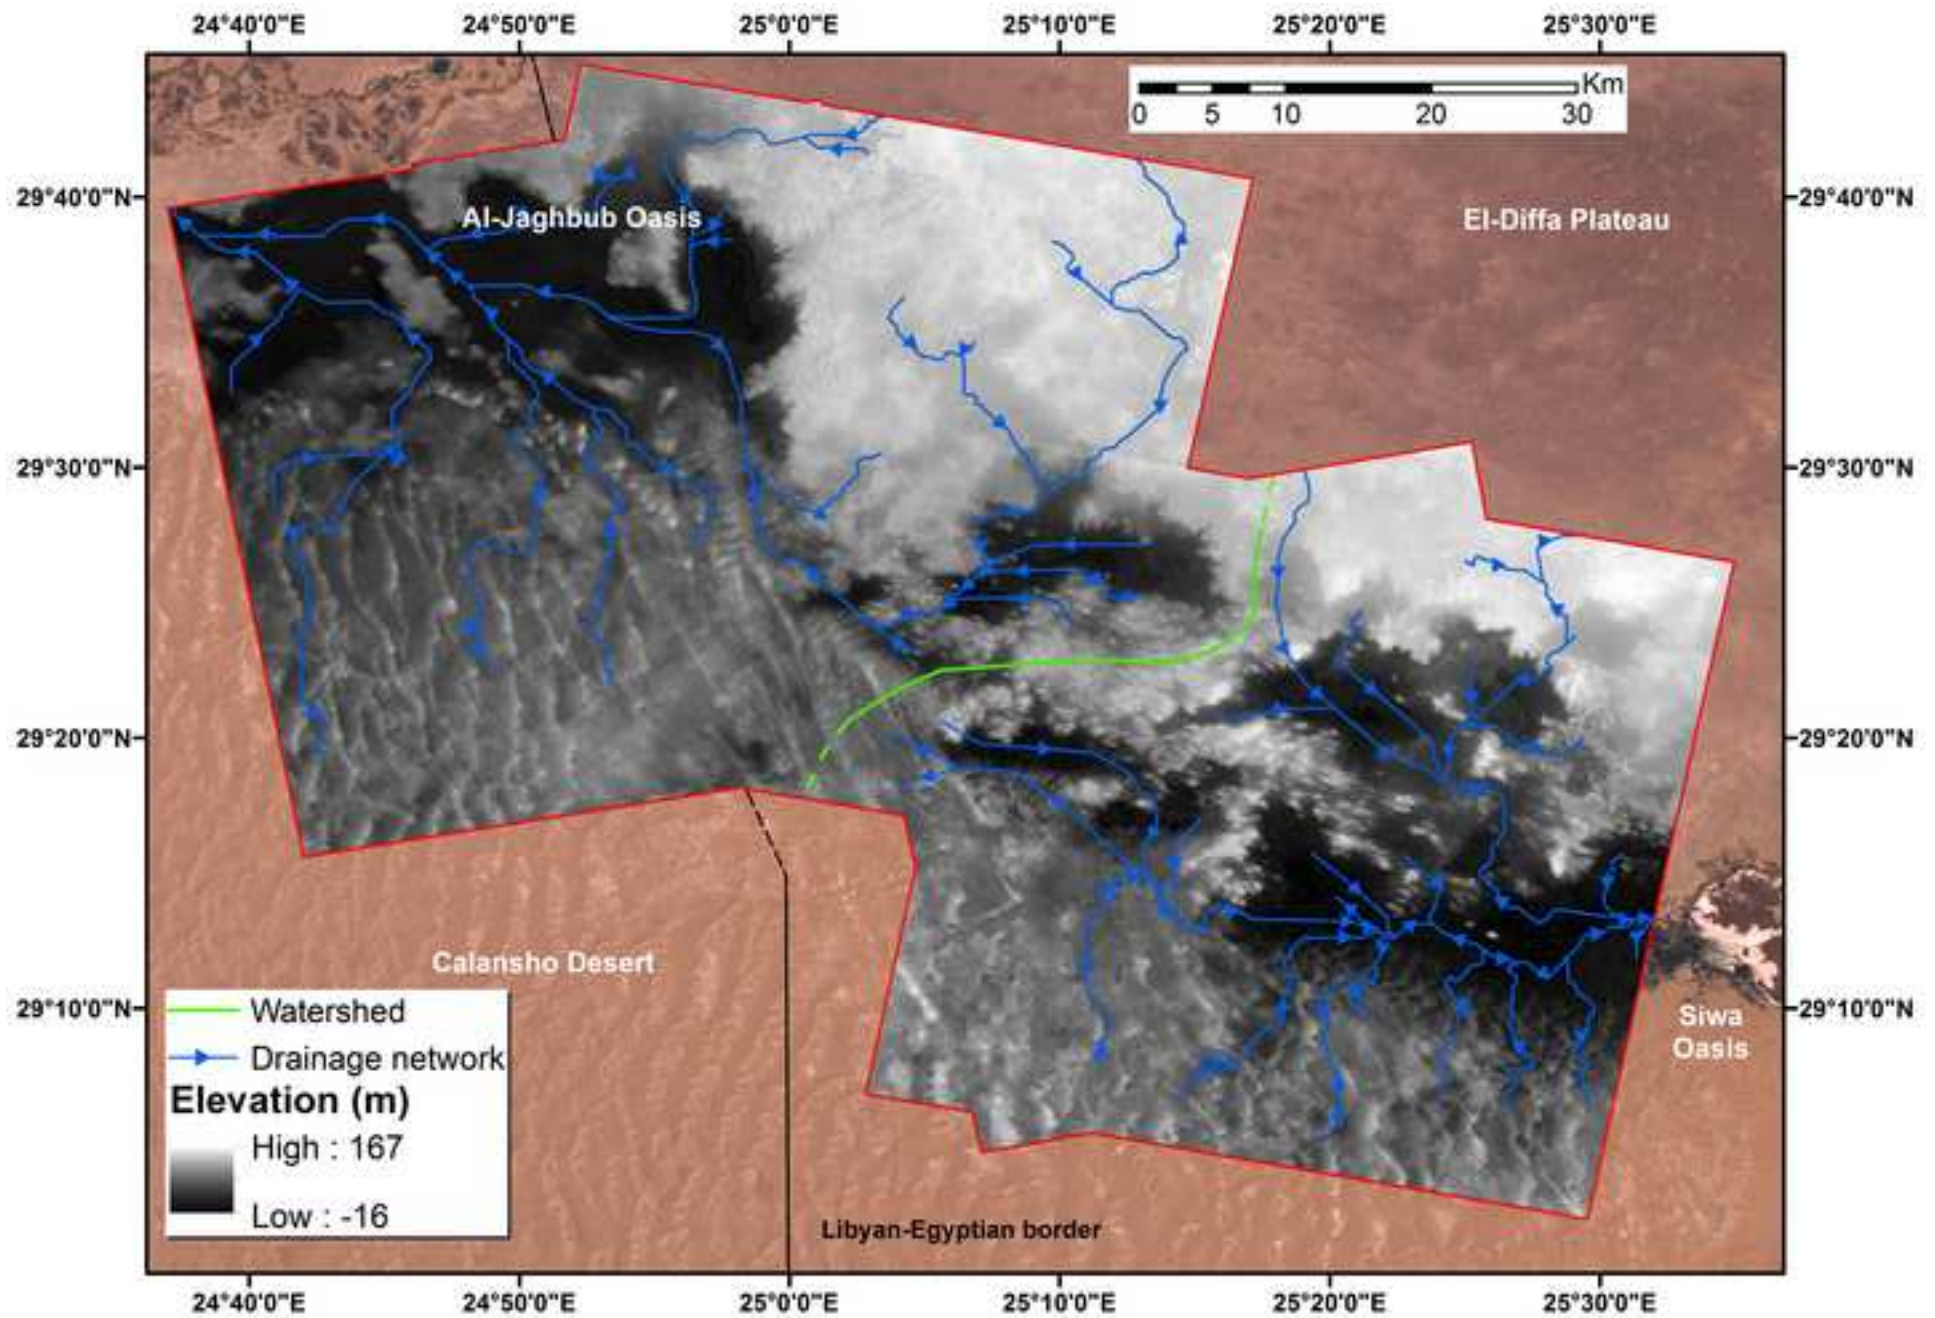 24°40'0"E 24°50'0"E 25°0'0"E 25°10'0"E 25°20'0"E 25°30'0"E
Km
0 5 10 20 30
29°40'0"N 29°40'0"N
Al-Jaghbub Oasis
El-Diffa Plateau
29°30'0"N 29°30'0"N
29°20'0"N 29°20'0"N
Calansho Desert
29°10'0"N 29°10'0"N
Siwa
Oasis
Watershed
Drainage network
Elevation (m)
High : 167
Low : -16
Libyan-Egyptian border
24°40'0"E 24°50'0"E 25°0'0"E 25°10'0"E 25°20'0"E 25°30'0"E